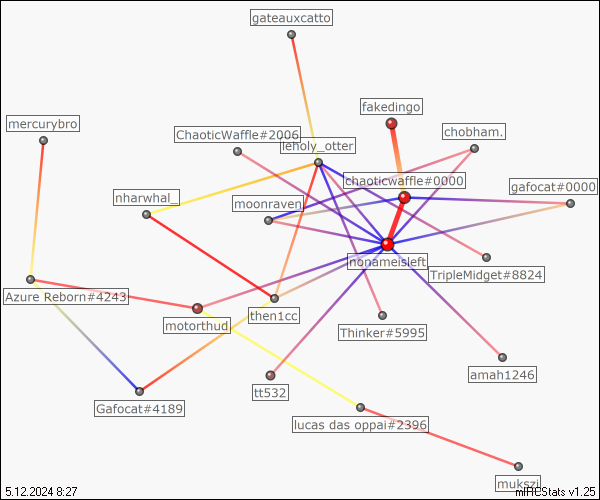 gateauxcatto
fakedingo
mercurybro
ChaoticWaffle#2006
chobham.
leholy_otter
chaoticwaffle#0000
gafocat#0000
nharwhal_
moonraven
nonameisleft
TripleMidget#8824
Azure Reborn#4243
motorthud
then1cc
Thinker#5995
amah1246
tt532
Gafocat#4189
lucas das oppai#2396
mukszi
5.12.2024 8:27
mIRCStats v1.25